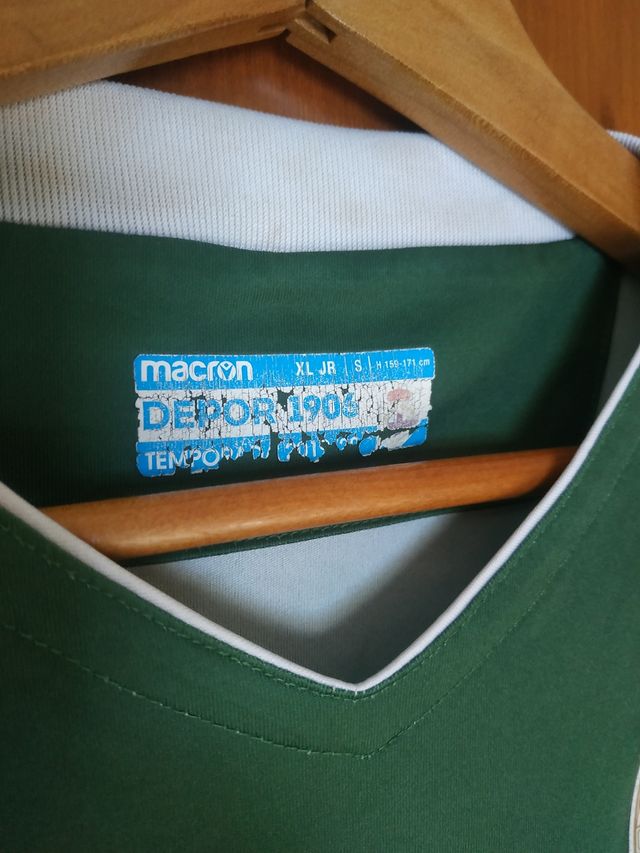 macron XL JR S H 159-171 cm
DEPOR 1906